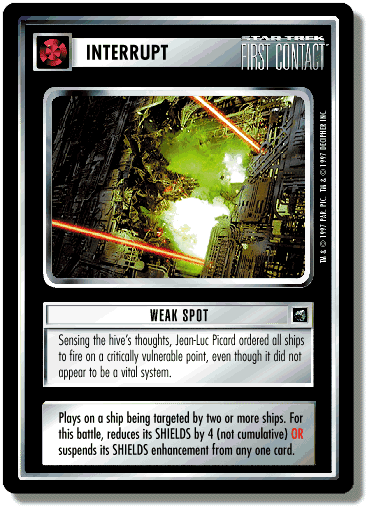 INTERRUPT
STAR TREK
FIRST CONTACT
TM & © 1997 PAR. PIC. TM & © 1997 DECIPHER INC.
WEAK SPOT
Sensing the hive's thoughts, Jean-Luc Picard ordered all ships
to fire on a critically vulnerable point, even though it did not
appear to be a vital system.
Plays on a ship being targeted by two or more ships. For
this battle, reduces its SHIELDS by 4 (not cumulative) OR
suspends its SHIELDS enhancement from any one card.